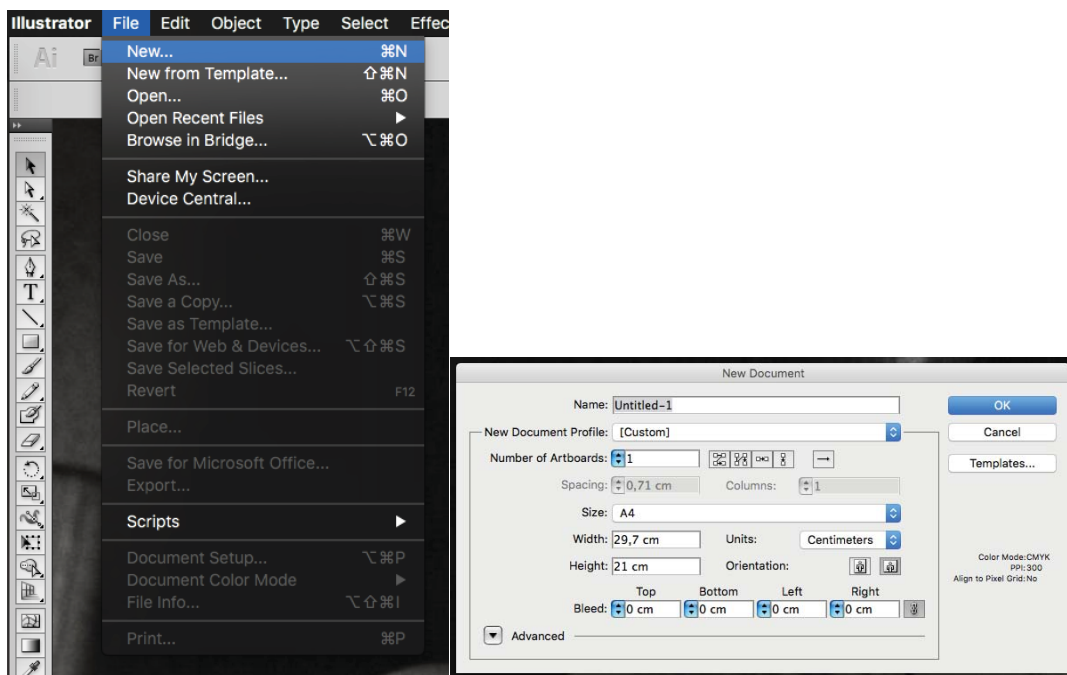 Illustrator File Edit Object Type Select Effec
Ai Br
New... ⌘N
New from Template... ⇧⌘N
Open... ⌘O
Open Recent Files ▶
Browse in Bridge... ⌥⌘O
Share My Screen...
Device Central...
Close ⌘W
Save ⌘S
Save As... ⇧⌘S
Save a Copy... ⌥⌘S
Save as Template...
Save for Web & Devices... ⌥⇧⌘S
Save Selected Slices...
Revert F12
Place...
Save for Microsoft Office...
Export...
Scripts ▶
Document Setup... ⌥⌘P
Document Color Mode ▶
File Info... ⌥⇧⌘I
Print... ⌘P
T
New Document
Name: Untitled-1
OK
New Document Profile: [Custom]
Cancel
Number of Artboards: 1
Templates...
Spacing: 0,71 cm Columns: 1
Size: A4
Width: 29,7 cm Units: Centimeters
Height: 21 cm Orientation:
Color Mode:CMYK
PPI:300
Align to Pixel Grid:No
Top Bottom Left Right
Bleed: 0 cm 0 cm 0 cm 0 cm
Advanced